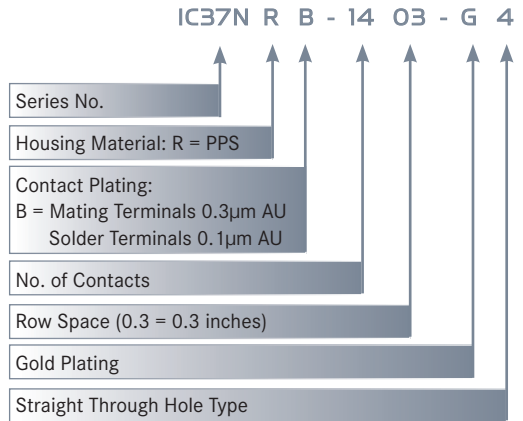 IC37N R B - 14 03 - G 4
Series No.
Housing Material: R = PPS
Contact Plating:
B = Mating Terminals 0.3µm AU
Solder Terminals 0.1µm AU
No. of Contacts
Row Space (0.3 = 0.3 inches)
Gold Plating
Straight Through Hole Type